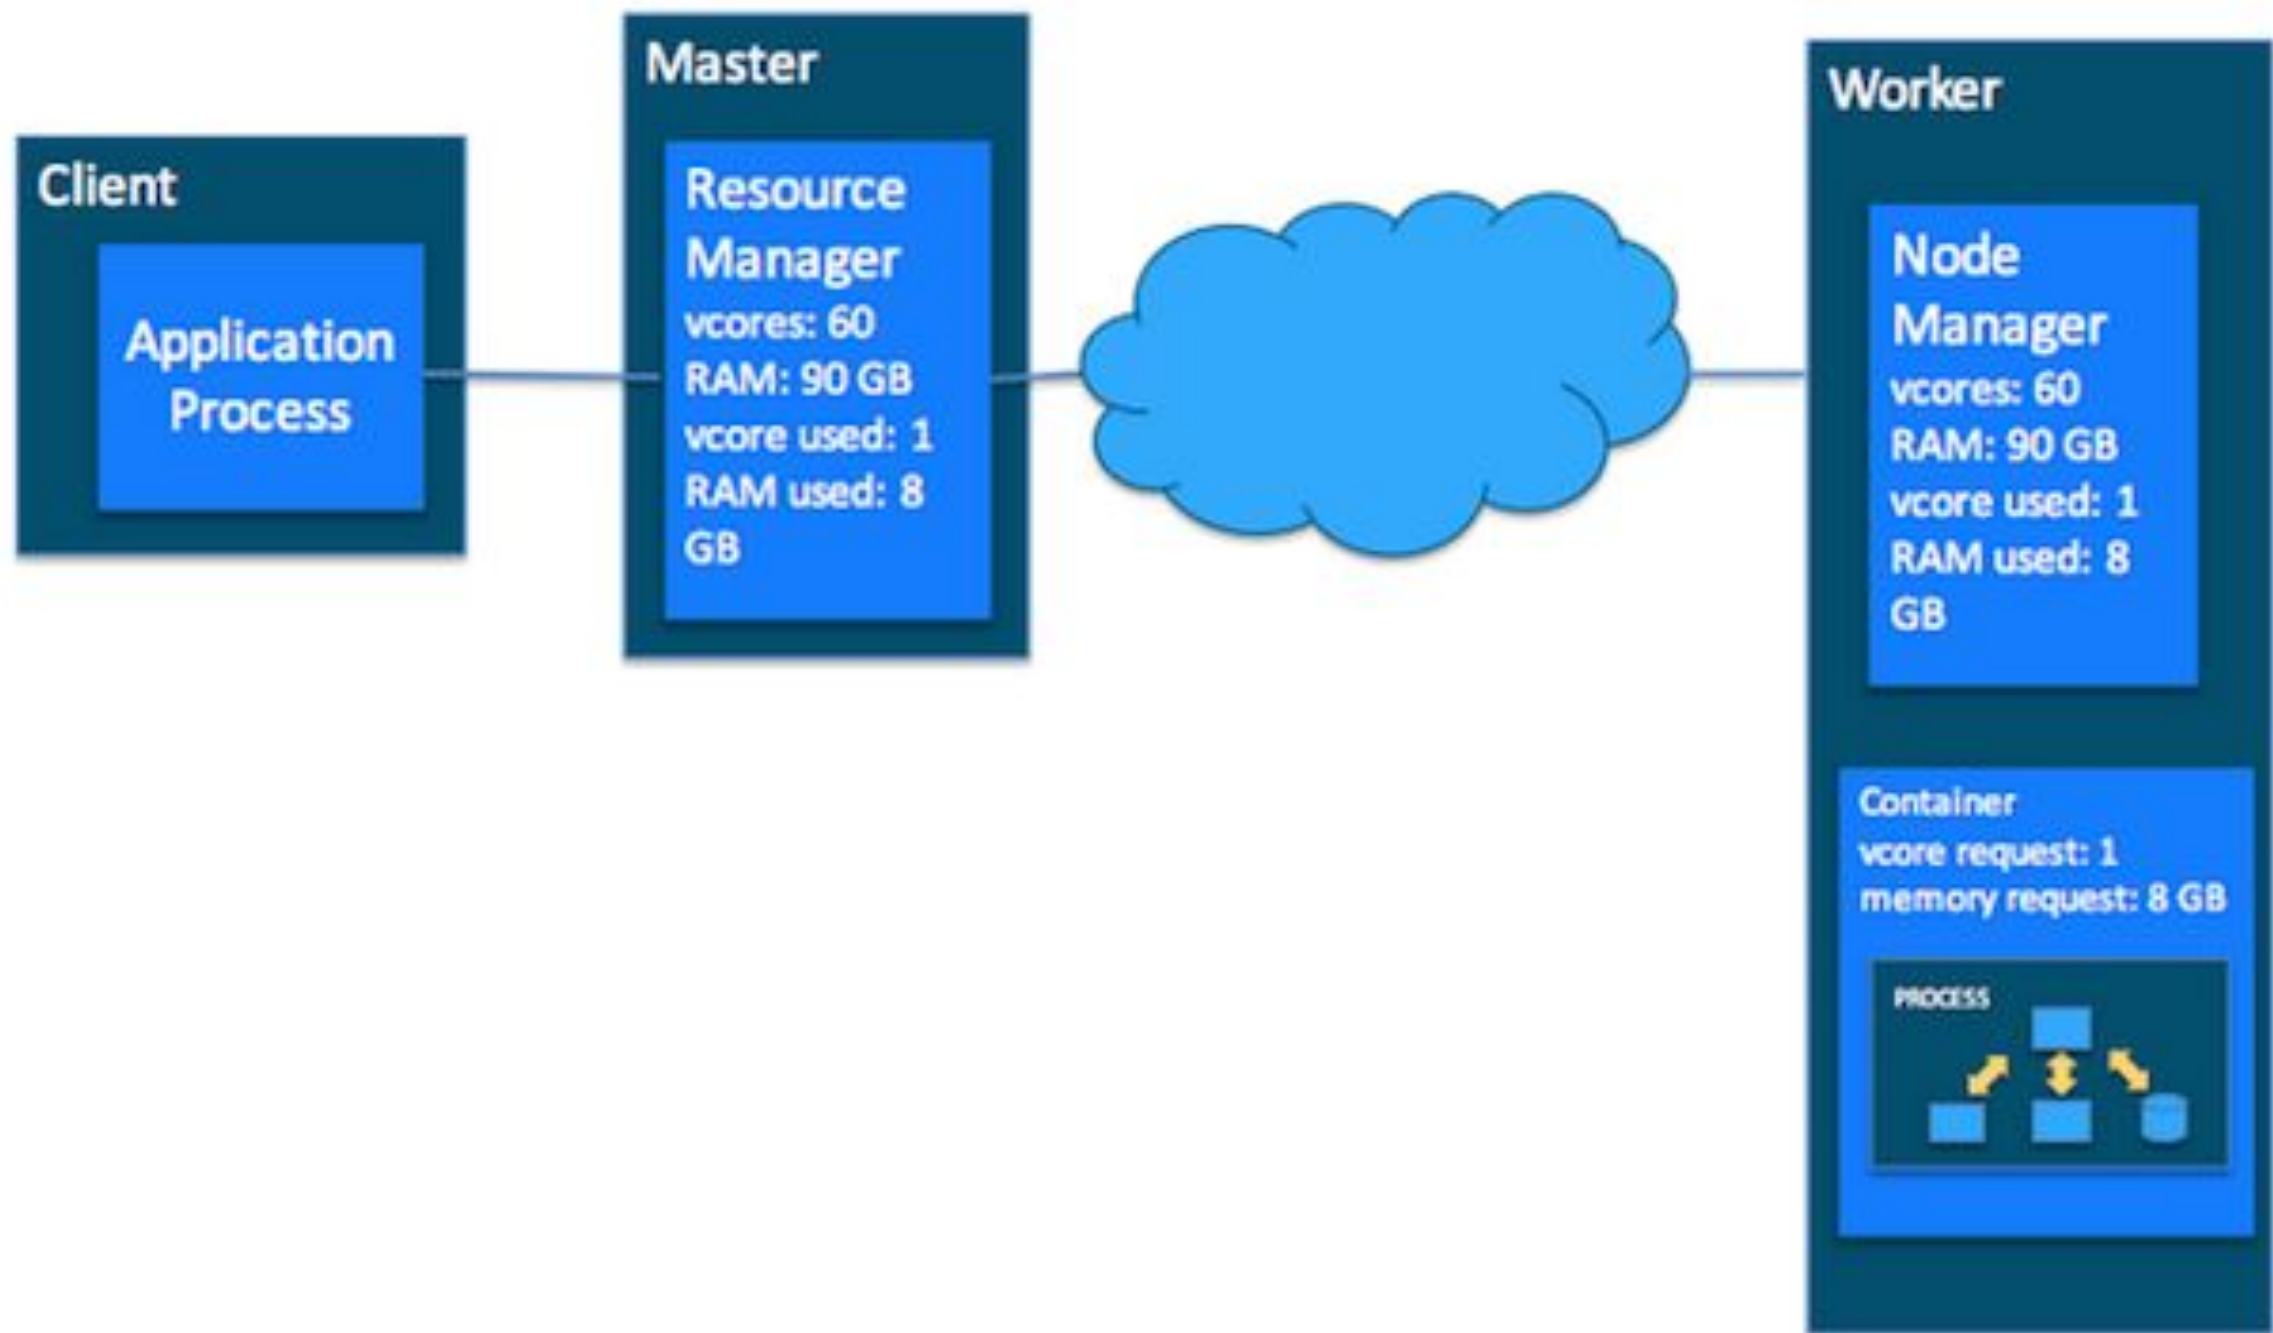 Client
Application
Process
Master
Resource
Manager
vcores: 60
RAM: 90 GB
vcore used: 1
RAM used: 8
GB
Worker
Node
Manager
vcores: 60
RAM: 90 GB
vcore used: 1
RAM used: 8
GB
Container
vcore request: 1
memory request: 8 GB
PROCESS